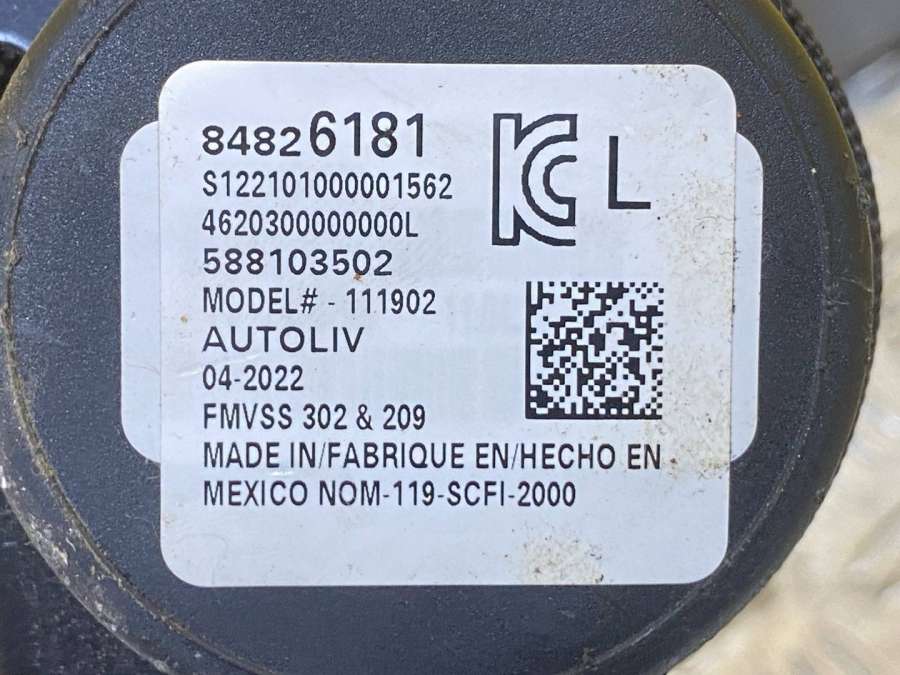 84826181
S122101000001562
4620300000000L
588103502
MODEL# - 111902
AUTOLIV
04-2022
FMVSS 302 & 209
MADE IN/FABRIQUE EN/HECHO EN
MEXICO NOM-119-SCFI-2000
KC L